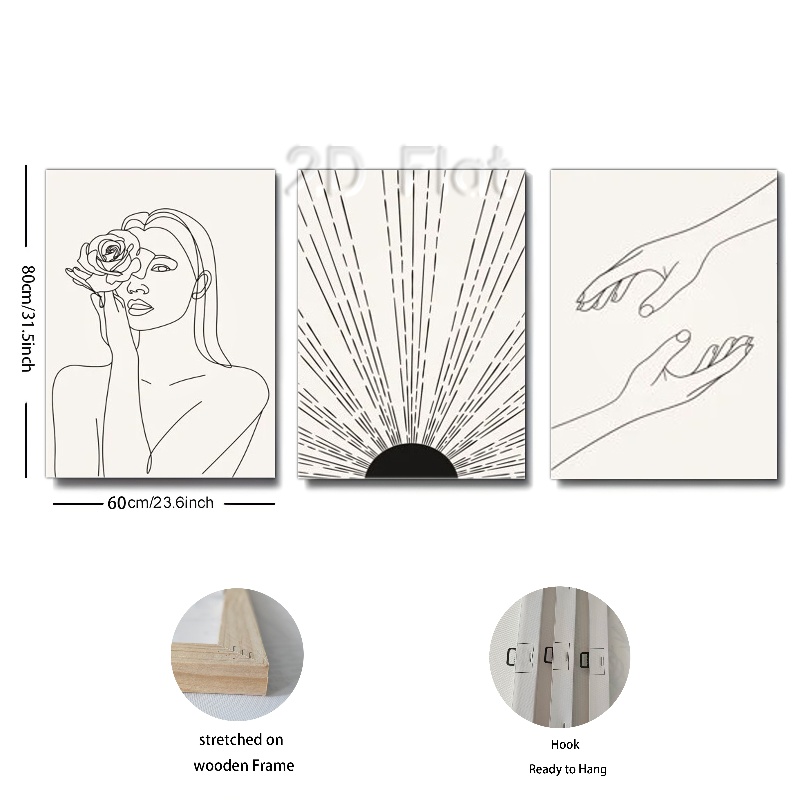 2D Flat
80cm/31.5inch
60cm/23.6inch
stretched on
wooden Frame
Hook
Ready to Hang